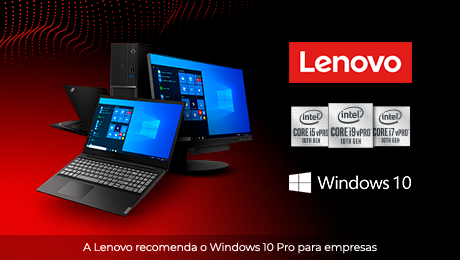 Lenovo
intel
CORE i5 vPRO
10TH GEN
intel
CORE i9 vPRO
10TH GEN
intel
CORE i7 vPRO
10TH GEN
Windows 10
A Lenovo recomenda o Windows 10 Pro para empresas